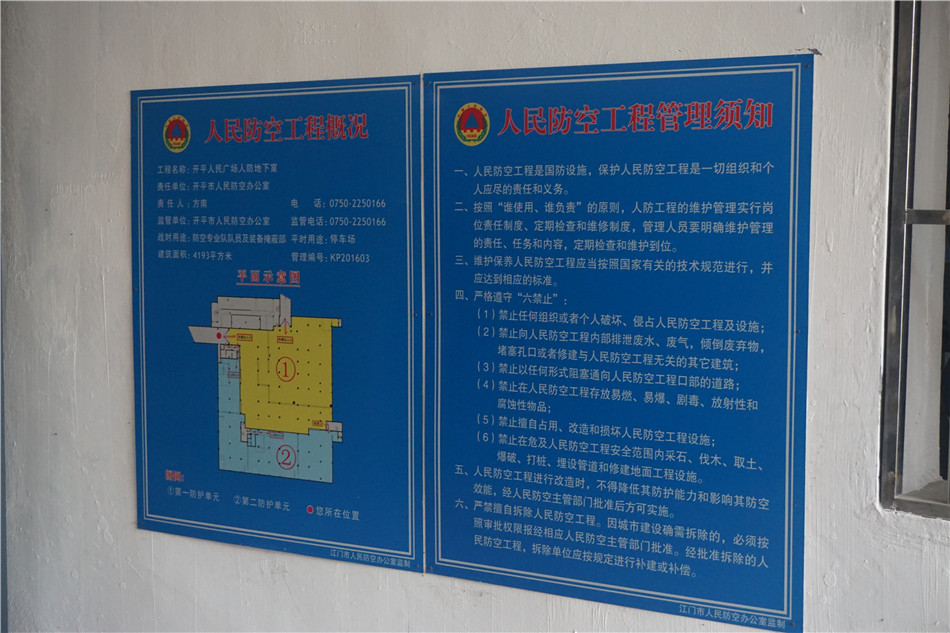 人民防空工程概况
工程名称：开平人民广场人防地下室
责任单位：开平市人民防空办公室
责 任 人：方南 电 话：0750-2250166
监管单位：开平市人民防空办公室 监管电话：0750-2250166
战时用途：防空专业队队员及装备掩蔽部 平时用途：停车场
建筑面积：4193平方米 管理编号：KP201603
平面示意图
①
②
图例：
①第一防护单元 ②第二防护单元 您所在位置
江门市人民防空办公室监制
人民防空工程管理须知
一、人民防空工程是国防设施，保护人民防空工程是一切组织和个
人应尽的责任和义务。
二、按照“谁使用、谁负责”的原则，人防工程的维护管理实行岗
位责任制度、定期检查和维修制度，管理人员要明确维护管理
的责任、任务和内容，定期检查和维护到位。
三、维护保养人民防空工程应当按照国家有关的技术规范进行，并
应达到相应的标准。
四、严格遵守“六禁止”：
（1）禁止任何组织或者个人破坏、侵占人民防空工程及设施；
（2）禁止向人民防空工程内部排泄废水、废气，倾倒废弃物，
堵塞孔口或者修建与人民防空工程无关的其它建筑；
（3）禁止以任何形式阻塞通向人民防空工程口部的道路；
（4）禁止在人民防空工程存放易燃、易爆、剧毒、放射性和
腐蚀性物品；
（5）禁止擅自占用、改造和损坏人民防空工程设施；
（6）禁止在危及人民防空工程安全范围内采石、伐木、取土、
爆破、打桩、埋设管道和修建地面工程设施。
五、人民防空工程进行改造时，不得降低其防护能力和影响其防空
效能，经人民防空主管部门批准后方可实施。
六、严禁擅自拆除人民防空工程。因城市建设确需拆除的，必须按
照审批权限报经相应人民防空主管部门批准。经批准拆除的人
民防空工程，拆除单位应按规定进行补建或补偿。
江门市人民防空办公室监制